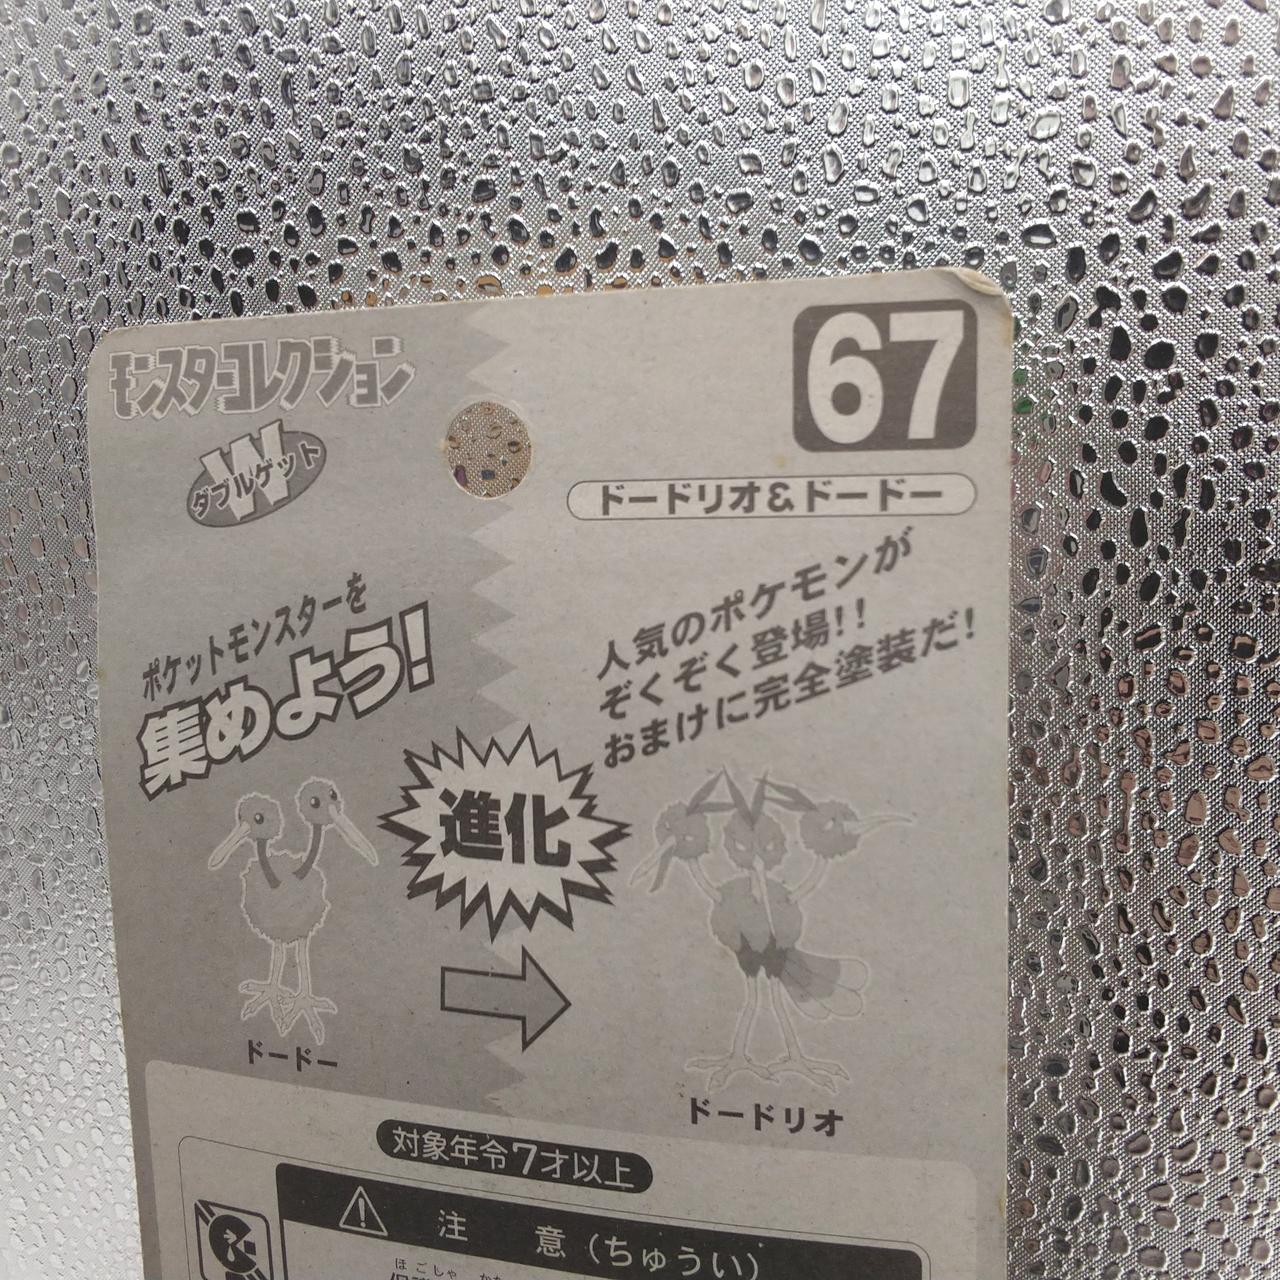 モンスターコレクション
W
ダブルゲット
67
ドードリオ&ドードー
ポケットモンスターを
集めよう!
人気のポケモンが
ぞくぞく登場!!
おまけに完全塗装だ!
進化
ドードー
ドードリオ
対象年令7才以上
注 意(ちゅうい)
ほごしゃ